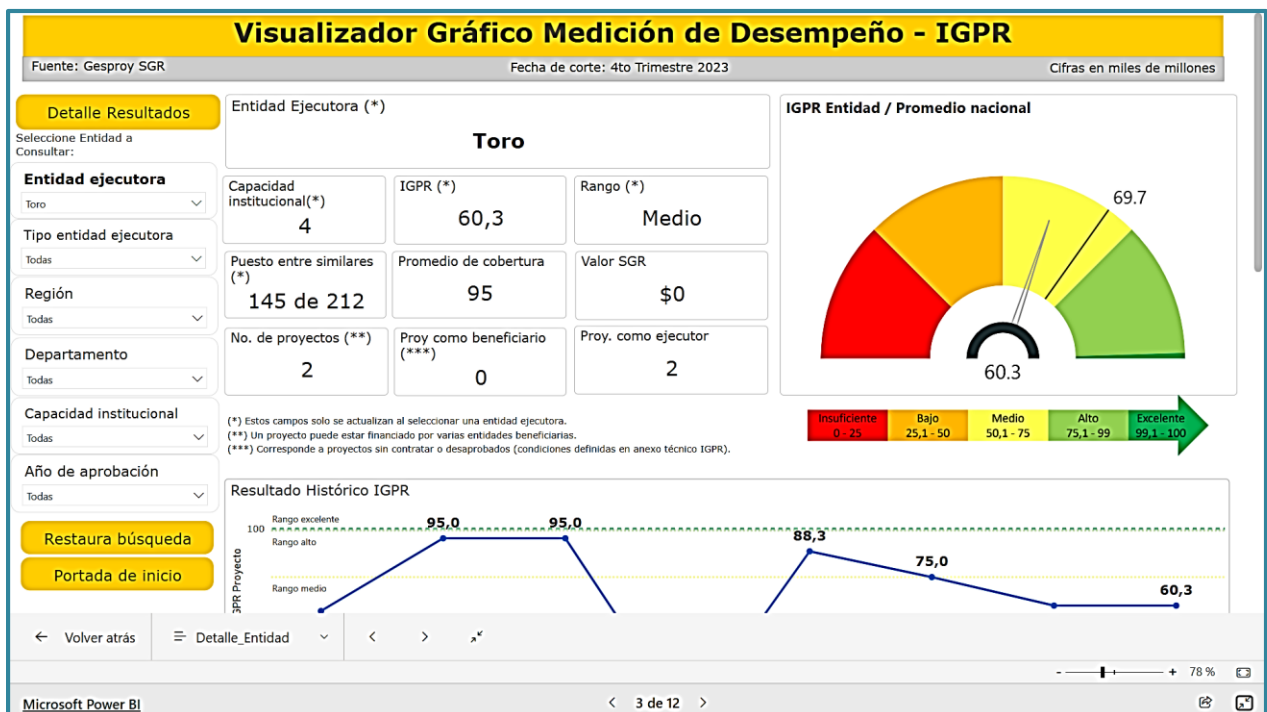 Visualizador Gráfico Medición de Desempeño - IGPR
Fuente: Gesproy SGR
Fecha de corte: 4to Trimestre 2023
Cifras en miles de millones
Detalle Resultados
Seleccione Entidad a
Consultar:
Entidad ejecutora
Toro
Tipo entidad ejecutora
Todas
Región
Todas
Departamento
Todas
Capacidad institucional
Todas
Año de aprobación
Todas
Restaura búsqueda
Portada de inicio
Entidad Ejecutora (*)
Toro
Capacidad
institucional(*)
4
IGPR (*)
60,3
Rango (*)
Medio
Puesto entre similares
(*)
145 de 212
Promedio de cobertura
95
Valor SGR
$0
No. de proyectos (**)
2
Proy como beneficiario
(***)
0
Proy. como ejecutor
2
(*) Estos campos solo se actualizan al seleccionar una entidad ejecutora.
(**) Un proyecto puede estar financiado por varias entidades beneficiarias.
(***) Corresponde a proyectos sin contratar o desaprobados (condiciones definidas en anexo técnico IGPR).
IGPR Entidad / Promedio nacional
69.7
60.3
Insuficiente
0 - 25
Bajo
25,1 - 50
Medio
50,1 - 75
Alto
75,1 - 99
Excelente
99,1 - 100
Resultado Histórico IGPR
100
Rango excelente
Rango alto
Rango medio
95,0
95,0
88,3
75,0
60,3
Volver atrás
Detalle_Entidad
- + 78 %
Microsoft Power BI
3 de 12